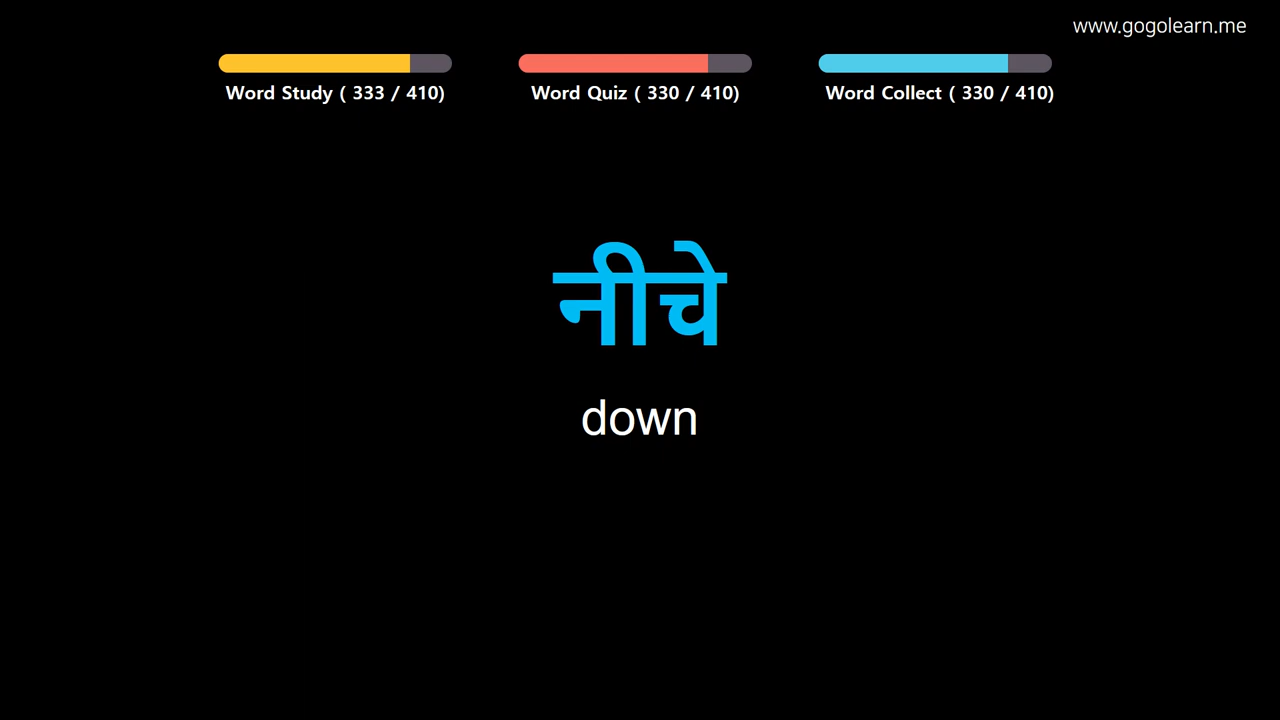 www.gogolearn.me
Word Study ( 333 / 410)
Word Quiz ( 330 / 410)
Word Collect ( 330 / 410)
नीचे
down